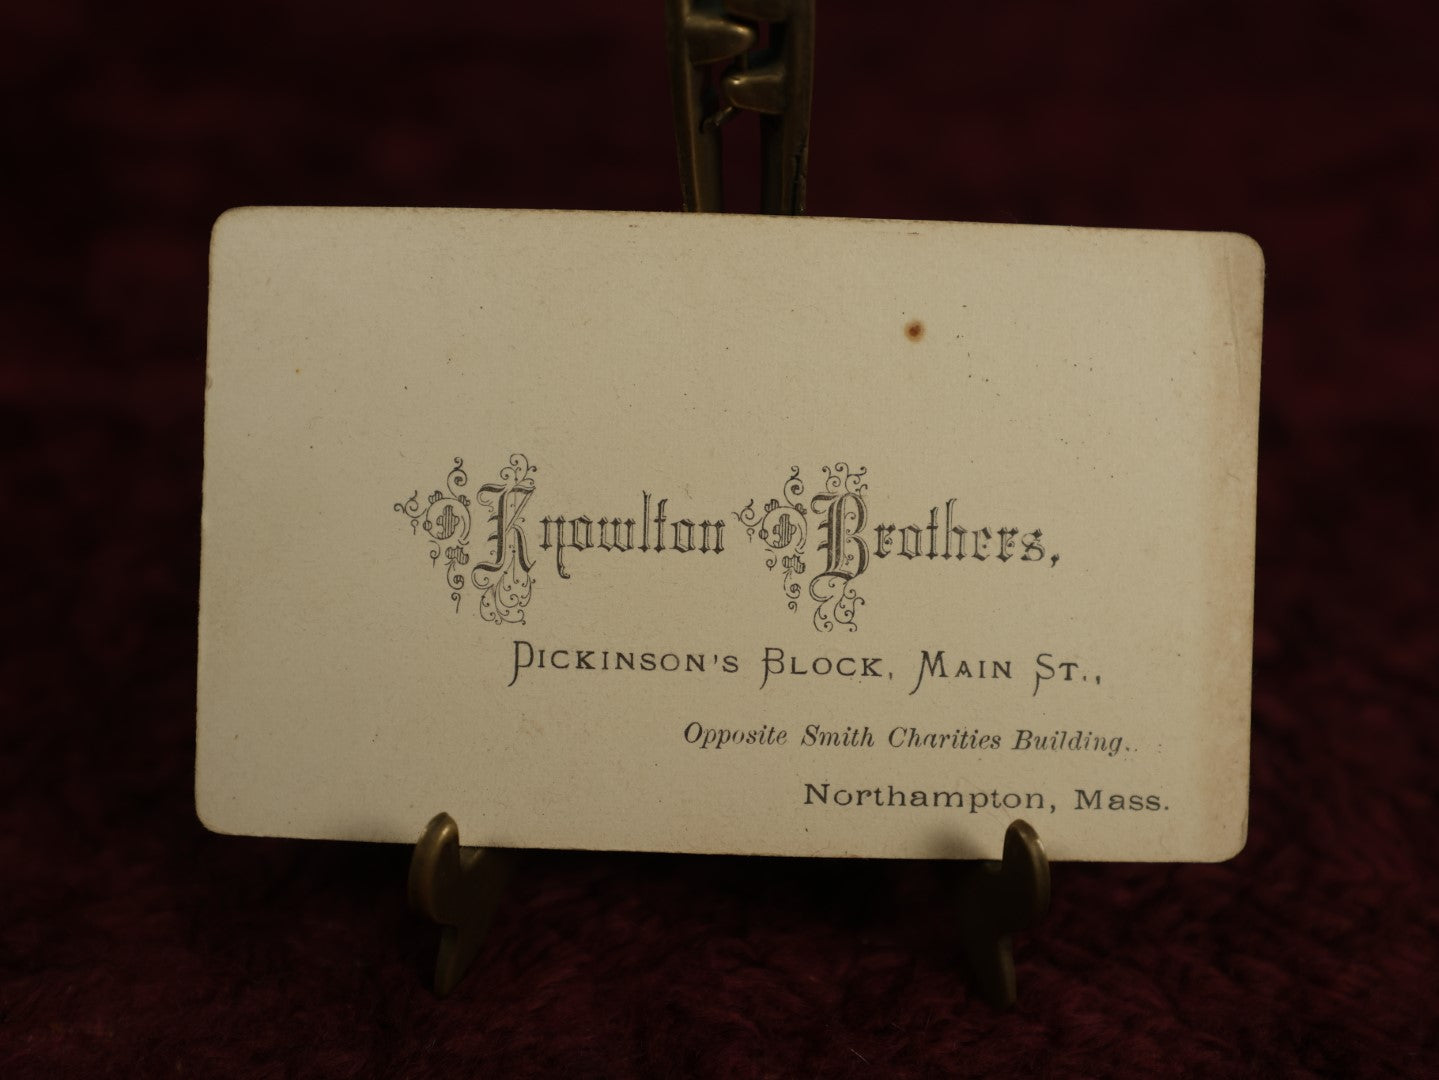 Knowlton Brothers,
Dickinson's Block, Main St.,
Opposite Smith Charities Building.
Northampton, Mass.